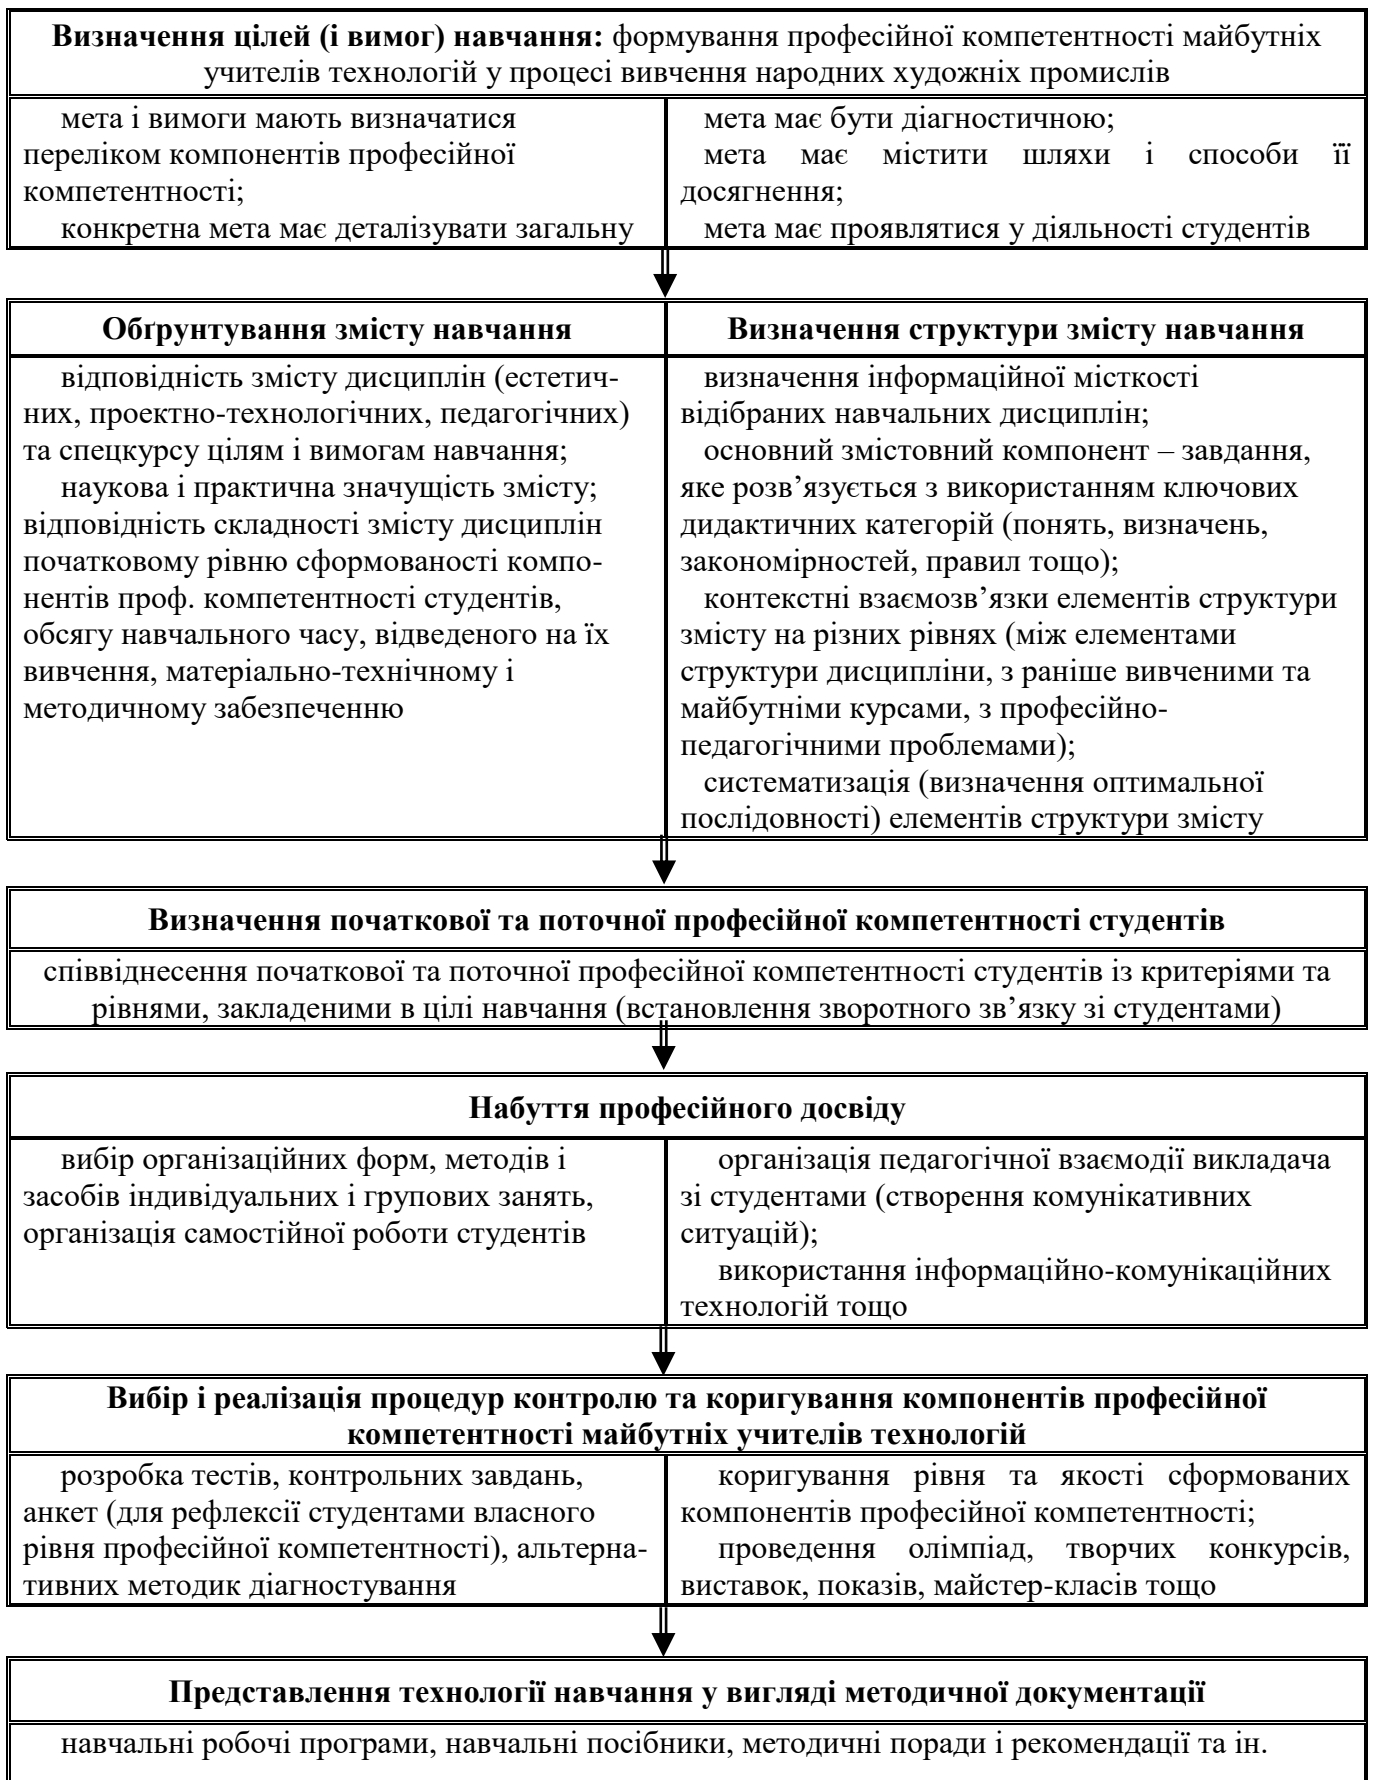 Визначення цілей (і вимог) навчання: формування професійної компетентності майбутніх
учителів технологій у процесі вивчення народних художніх промислів
мета і вимоги мають визначатися
переліком компонентів професійної
компетентності;
конкретна мета має деталізувати загальну
мета має бути діагностичною;
мета має містити шляхи і способи її
досягнення;
мета має проявлятися у діяльності студентів
Обґрунтування змісту навчання
відповідність змісту дисциплін (естетич-
них, проектно-технологічних, педагогічних)
та спецкурсу цілям і вимогам навчання;
наукова і практична значущість змісту;
відповідність складності змісту дисциплін
початковому рівню сформованості компо-
нентів проф. компетентності студентів,
обсягу навчального часу, відведеного на їх
вивчення, матеріально-технічному і
методичному забезпеченню
Визначення структури змісту навчання
визначення інформаційної місткості
відібраних навчальних дисциплін;
основний змістовний компонент – завдання,
яке розв’язується з використанням ключових
дидактичних категорій (понять, визначень,
закономірностей, правил тощо);
контекстні взаємозв’язки елементів структури
змісту на різних рівнях (між елементами
структури дисципліни, з раніше вивченими та
майбутніми курсами, з професійно-
педагогічними проблемами);
систематизація (визначення оптимальної
послідовності) елементів структури змісту
Визначення початкової та поточної професійної компетентності студентів
співвіднесення початкової та поточної професійної компетентності студентів із критеріями та
рівнями, закладеними в цілі навчання (встановлення зворотного зв’язку зі студентами)
Набуття професійного досвіду
вибір організаційних форм, методів і
засобів індивідуальних і групових занять,
організація самостійної роботи студентів
організація педагогічної взаємодії викладача
зі студентами (створення комунікативних
ситуацій);
використання інформаційно-комунікаційних
технологій тощо
Вибір і реалізація процедур контролю та коригування компонентів професійної
компетентності майбутніх учителів технологій
розробка тестів, контрольних завдань,
анкет (для рефлексії студентами власного
рівня професійної компетентності), альтерна-
тивних методик діагностування
коригування рівня та якості сформованих
компонентів професійної компетентності;
проведення олімпіад, творчих конкурсів,
виставок, показів, майстер-класів тощо
Представлення технології навчання у вигляді методичної документації
навчальні робочі програми, навчальні посібники, методичні поради і рекомендації та ін.